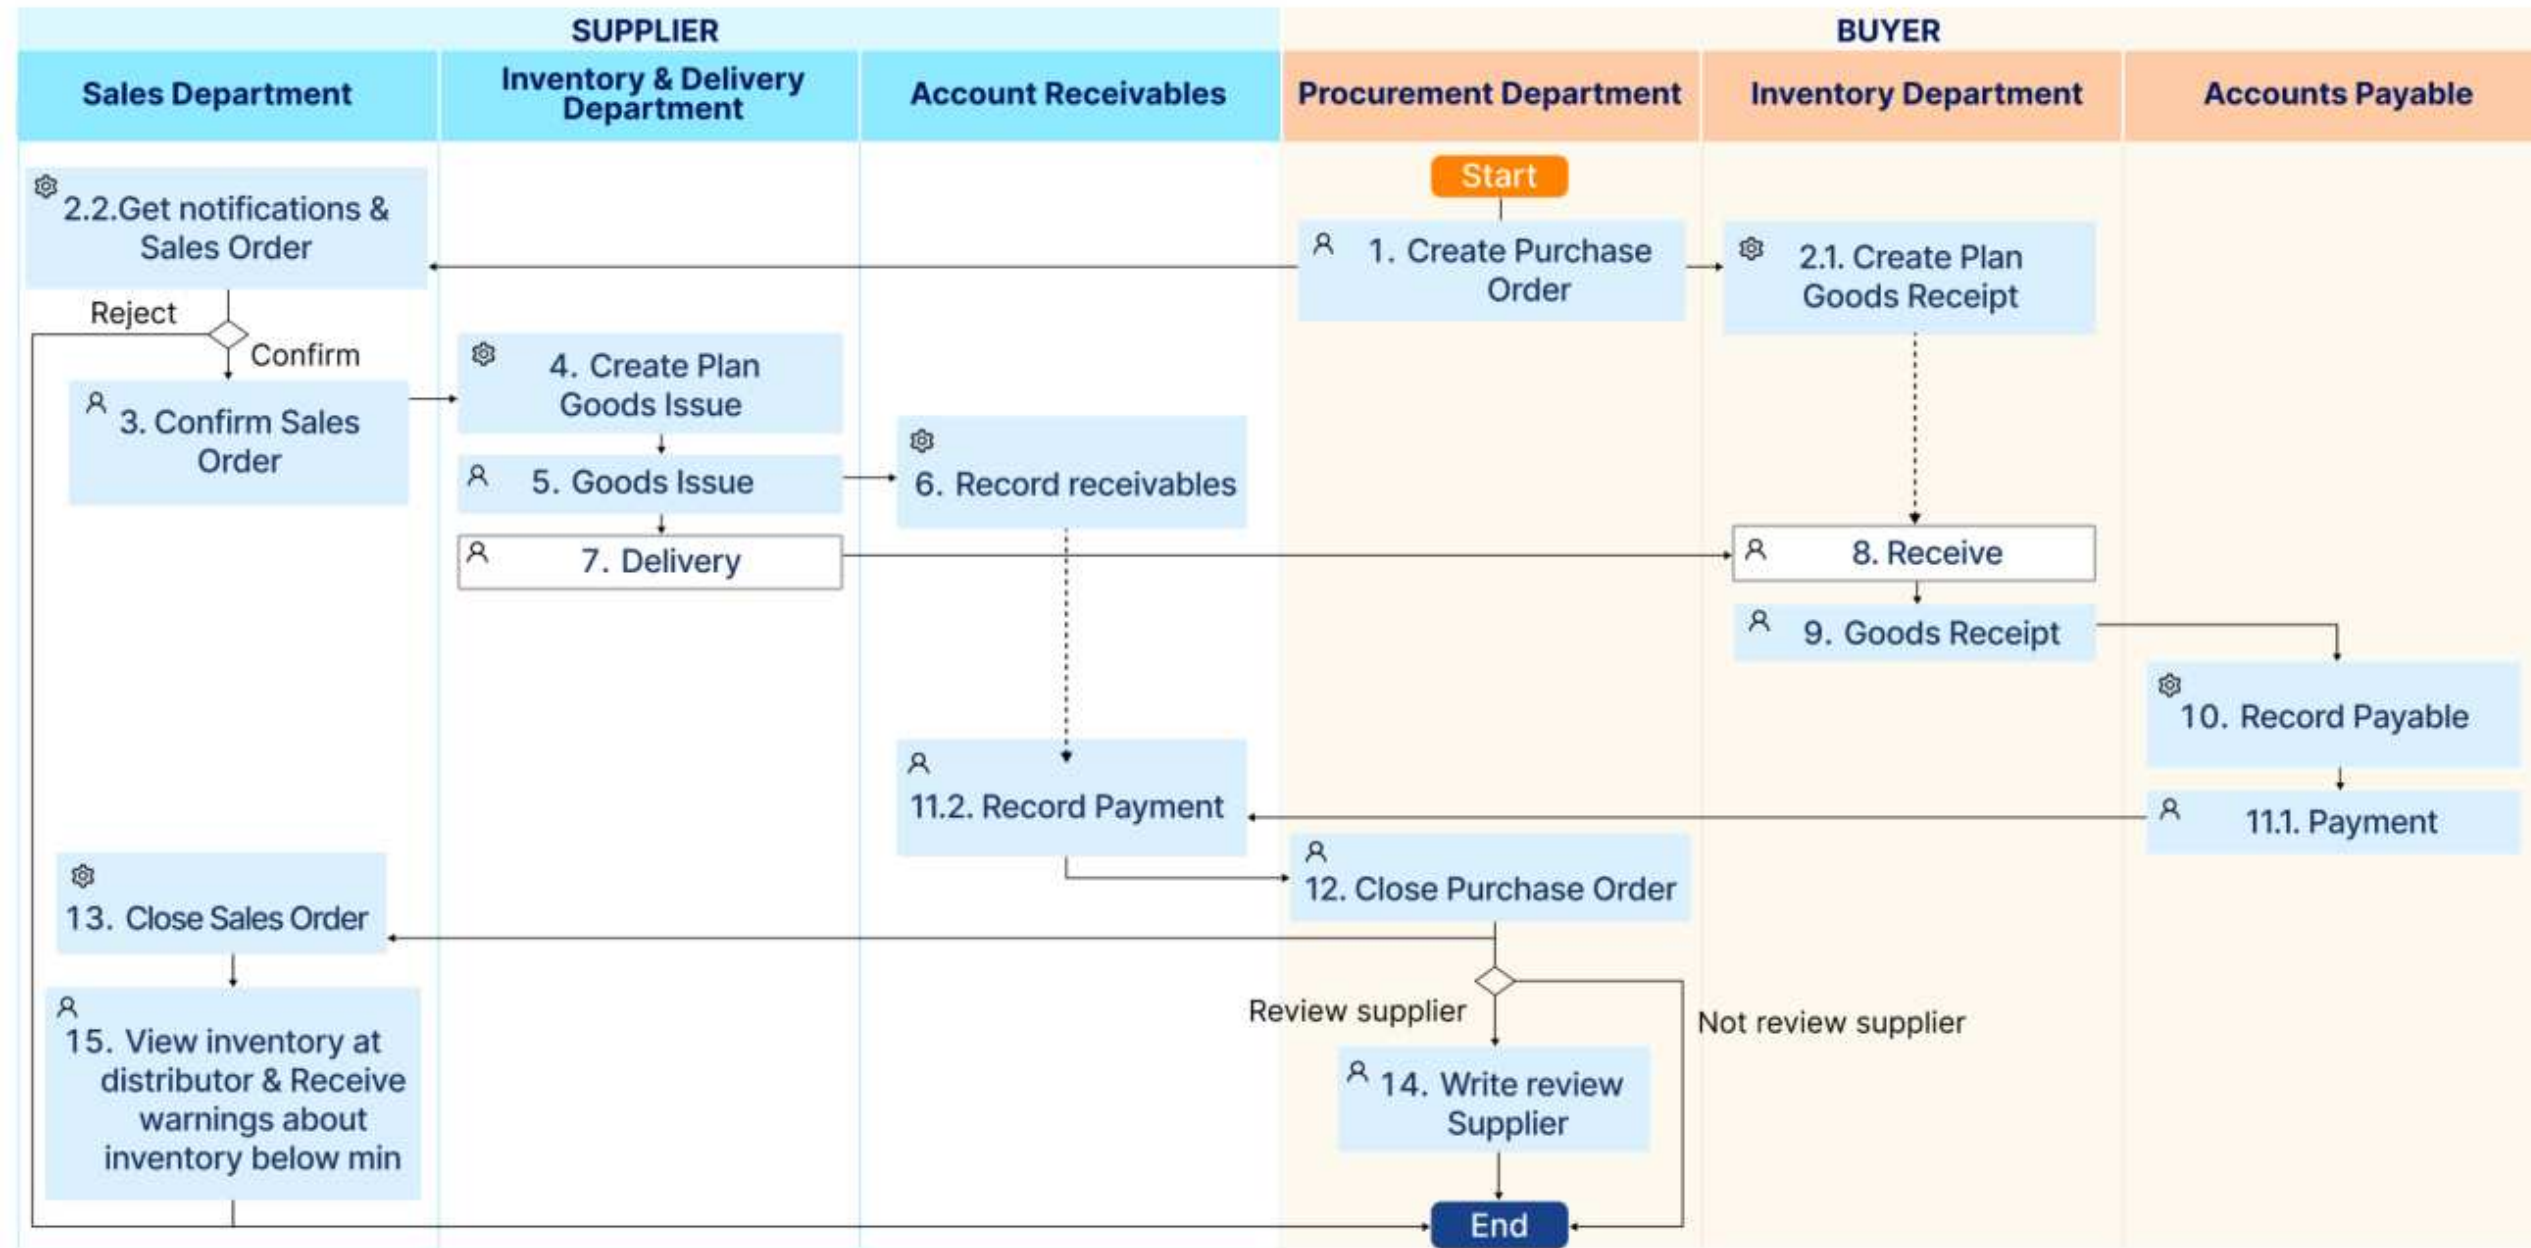 SUPPLIER
BUYER
Sales Department
Inventory & Delivery
Department
Account Receivables
Procurement Department
Inventory Department
Accounts Payable
Start
2.2.Get notifications &
Sales Order
1. Create Purchase
Order
2.1. Create Plan
Goods Receipt
Reject
Confirm
3. Confirm Sales
Order
4. Create Plan
Goods Issue
5. Goods Issue
6. Record receivables
7. Delivery
8. Receive
9. Goods Receipt
10. Record Payable
11.2. Record Payment
11.1. Payment
12. Close Purchase Order
13. Close Sales Order
Review supplier
Not review supplier
15. View inventory at
distributor & Receive
warnings about
inventory below min
14. Write review
Supplier
End